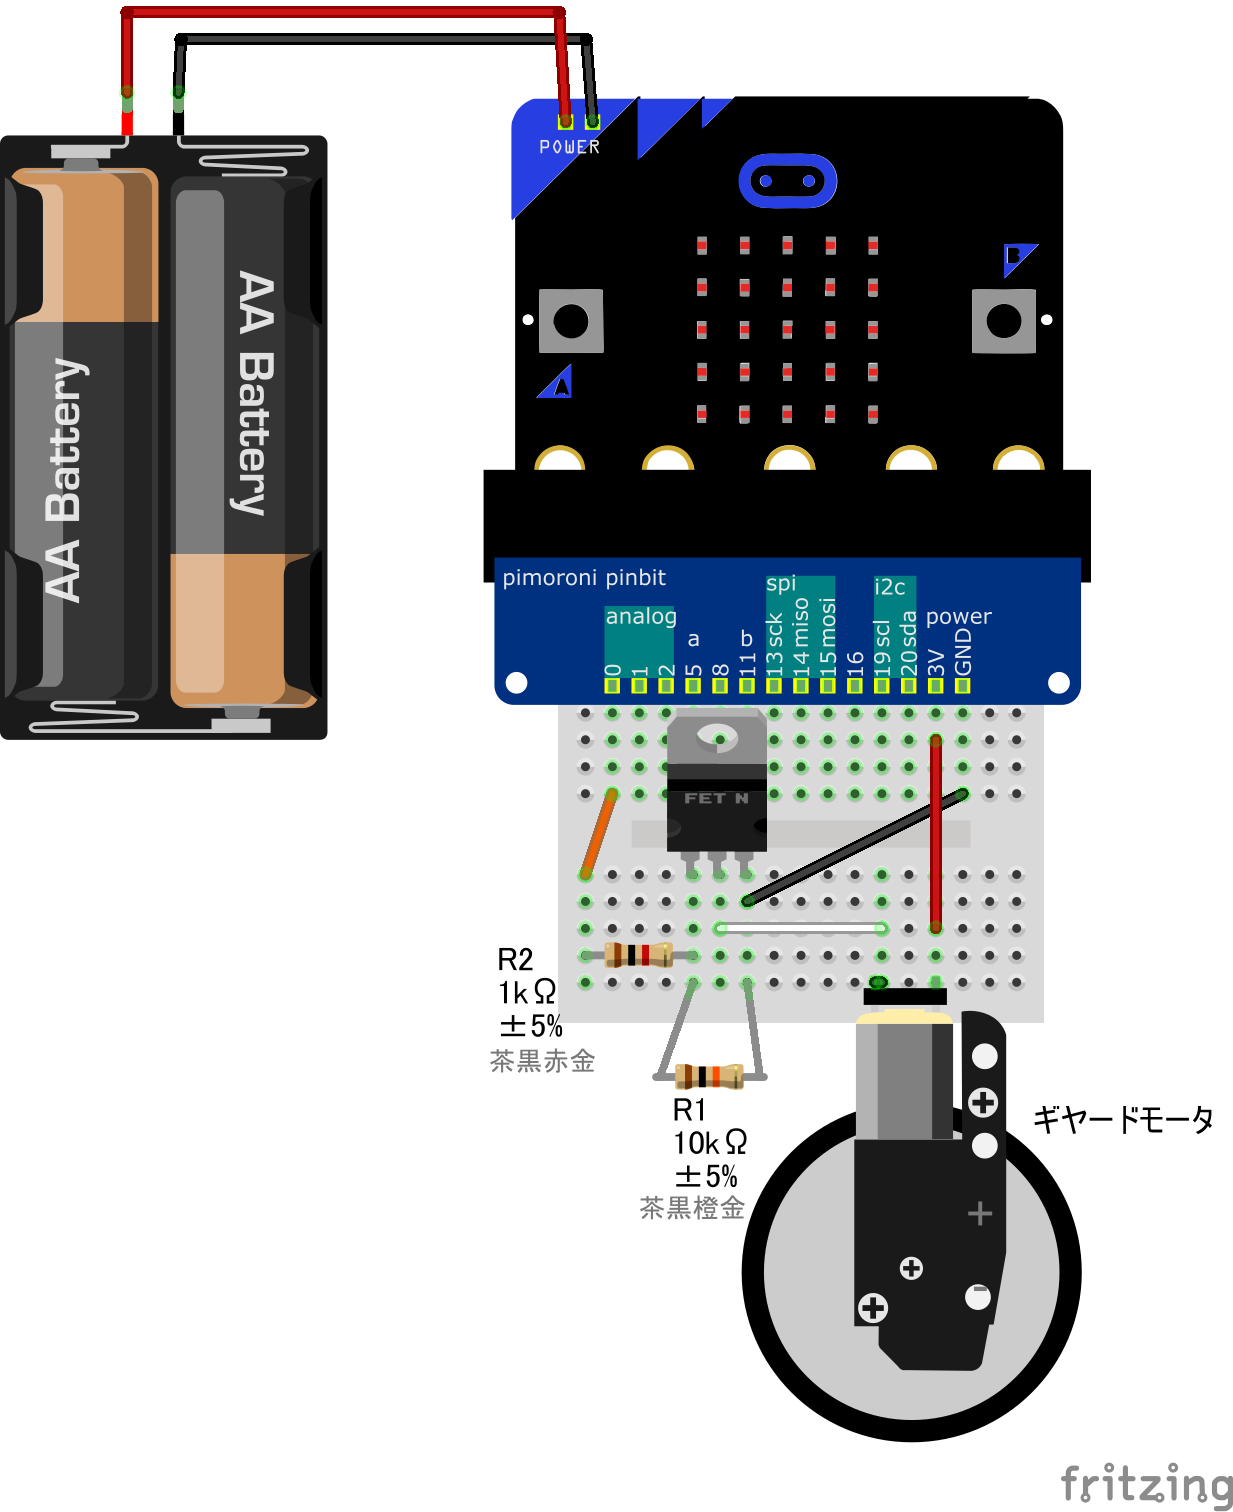 POWER
AA Battery
AA Battery
B
A
pimoroni pinbit
spi
i2c
analog
power
a
b
0
1
2
5
8
11
13 sck
14 miso
15 mosi
16
19 scl
20 sda
3V
GND
FET N
R2
1kΩ
±5%
茶黒赤金
R1
10kΩ
±5%
茶黒橙金
ギヤードモータ
+
-
fritzing